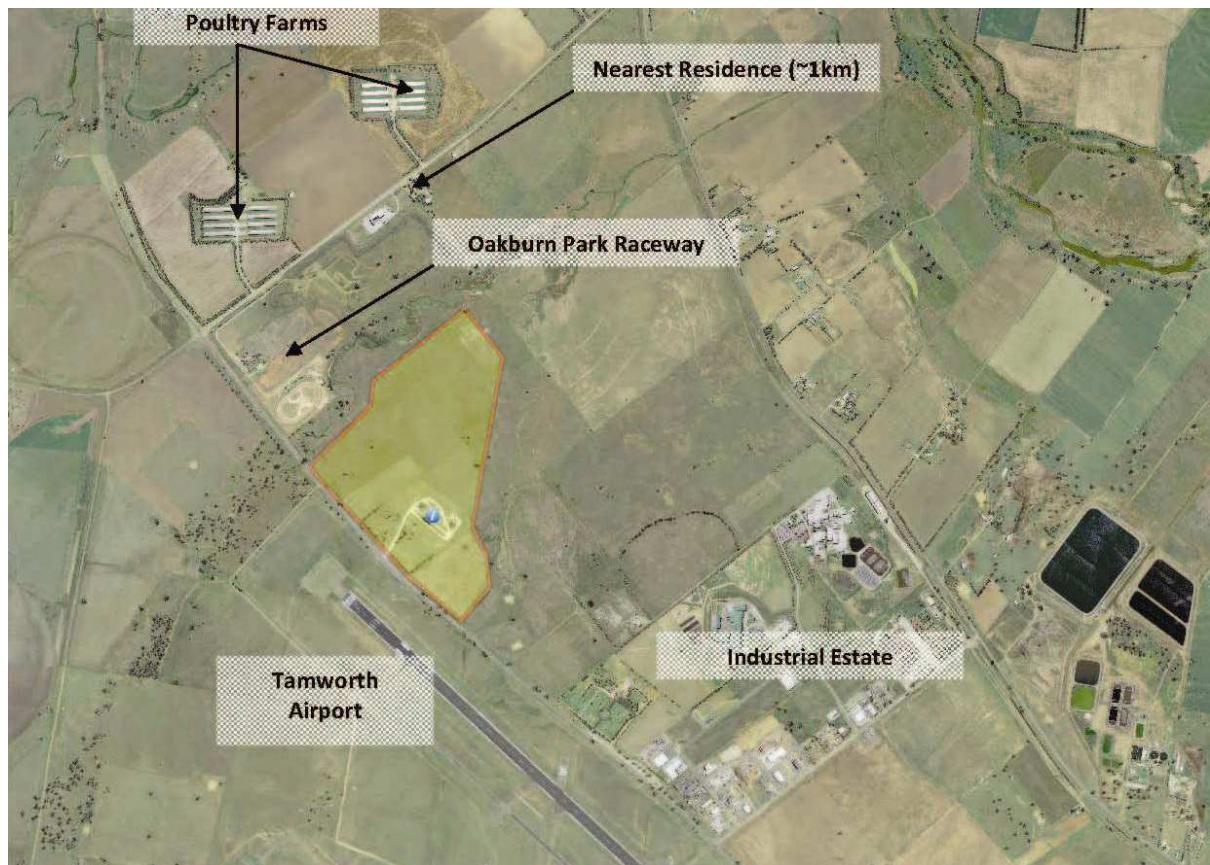 Poultry Farms
Nearest Residence (~1km)
Oakburn Park Raceway
Industrial Estate
Tamworth
Airport